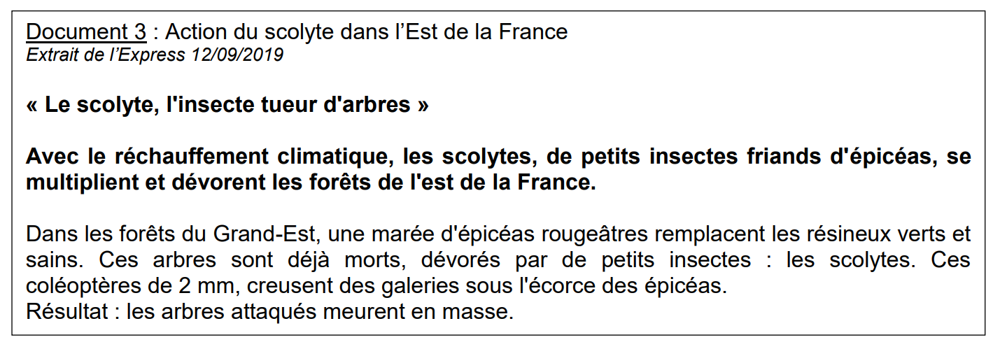 Document 3 : Action du scolyte dans l’Est de la France
Extrait de l’Express 12/09/2019
« Le scolyte, l'insecte tueur d'arbres »
Avec le réchauffement climatique, les scolytes, de petits insectes friands d'épicéas, se
multiplient et dévorent les forêts de l'est de la France.
Dans les forêts du Grand-Est, une marée d'épicéas rougeâtres remplacent les résineux verts et
sains. Ces arbres sont déjà morts, dévorés par de petits insectes : les scolytes. Ces
coléoptères de 2 mm, creusent des galeries sous l'écorce des épicéas.
Résultat : les arbres attaqués meurent en masse.